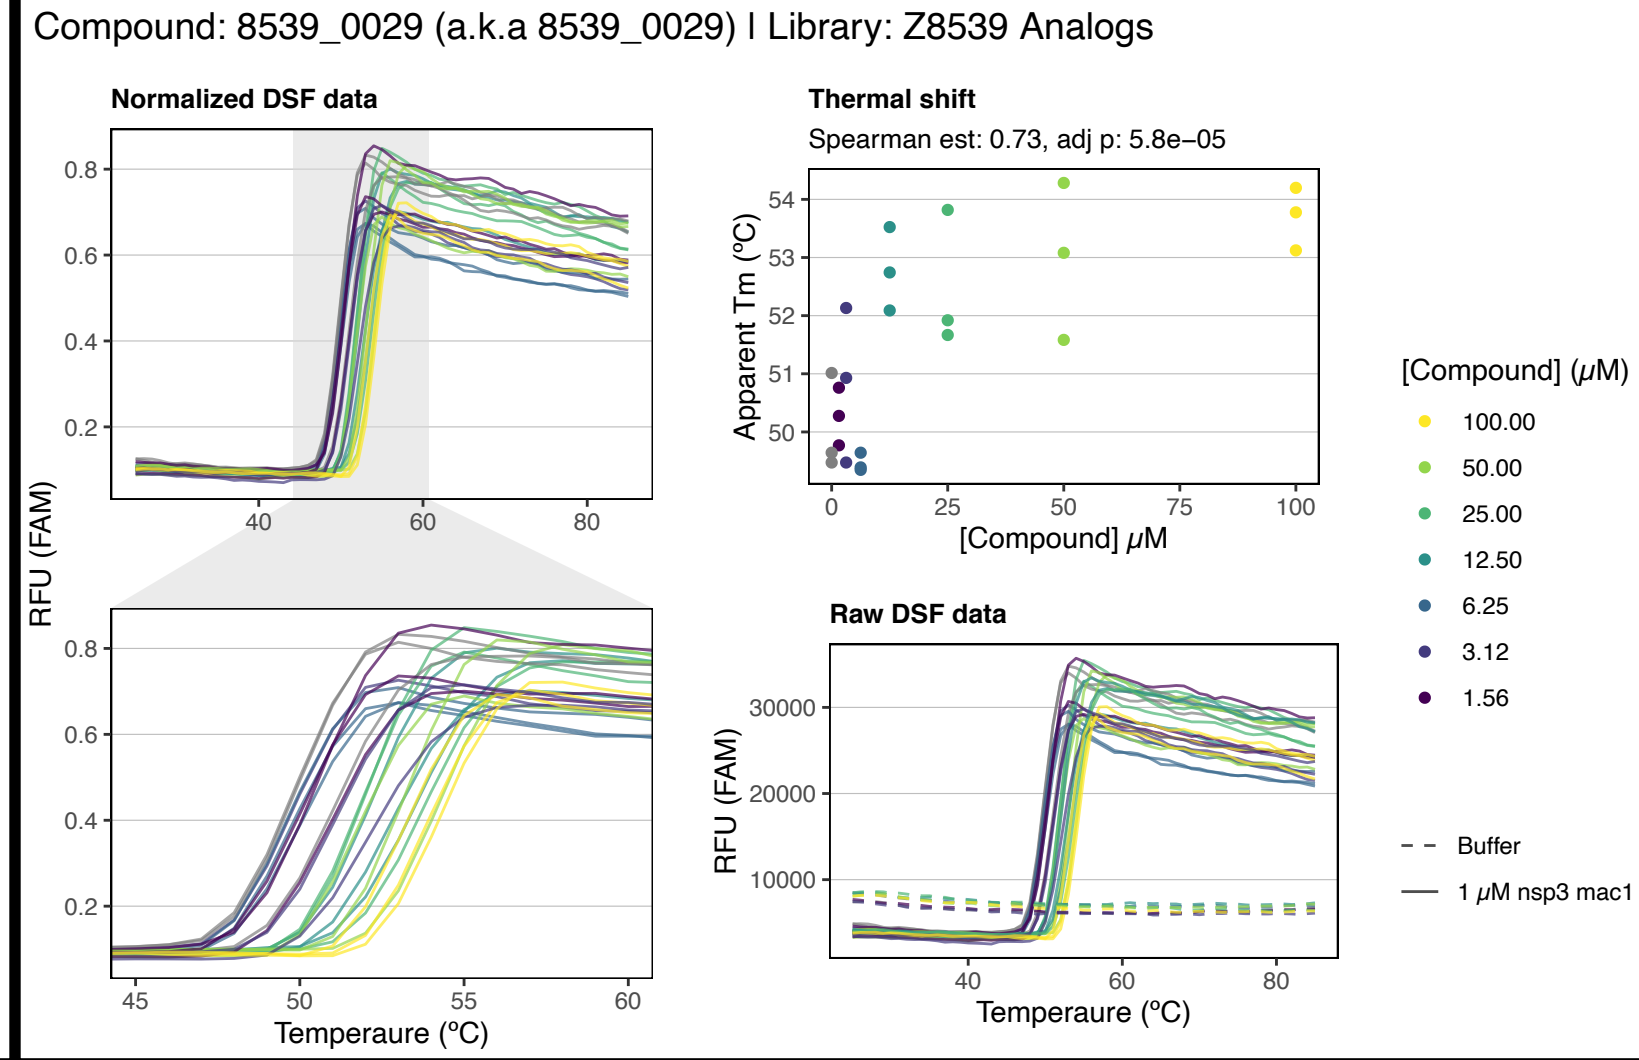 Compound: 8539_0029 (a.k.a 8539_0029) | Library: Z8539 Analogs
Normalized DSF data
0.8
0.6
0.4
0.2
40
60
80
RFU (FAM)
0.8
0.6
0.4
0.2
45
50
55
60
Temperaure (ºC)
Thermal shift
Spearman est: 0.73, adj p: 5.8e−05
54
53
52
51
50
Apparent Tm (ºC)
0
25
50
75
100
[Compound] µM
Raw DSF data
30000
20000
10000
RFU (FAM)
40
60
80
Temperaure (ºC)
[Compound] (µM)
100.00
50.00
25.00
12.50
6.25
3.12
1.56
Buffer
1 µM nsp3 mac1